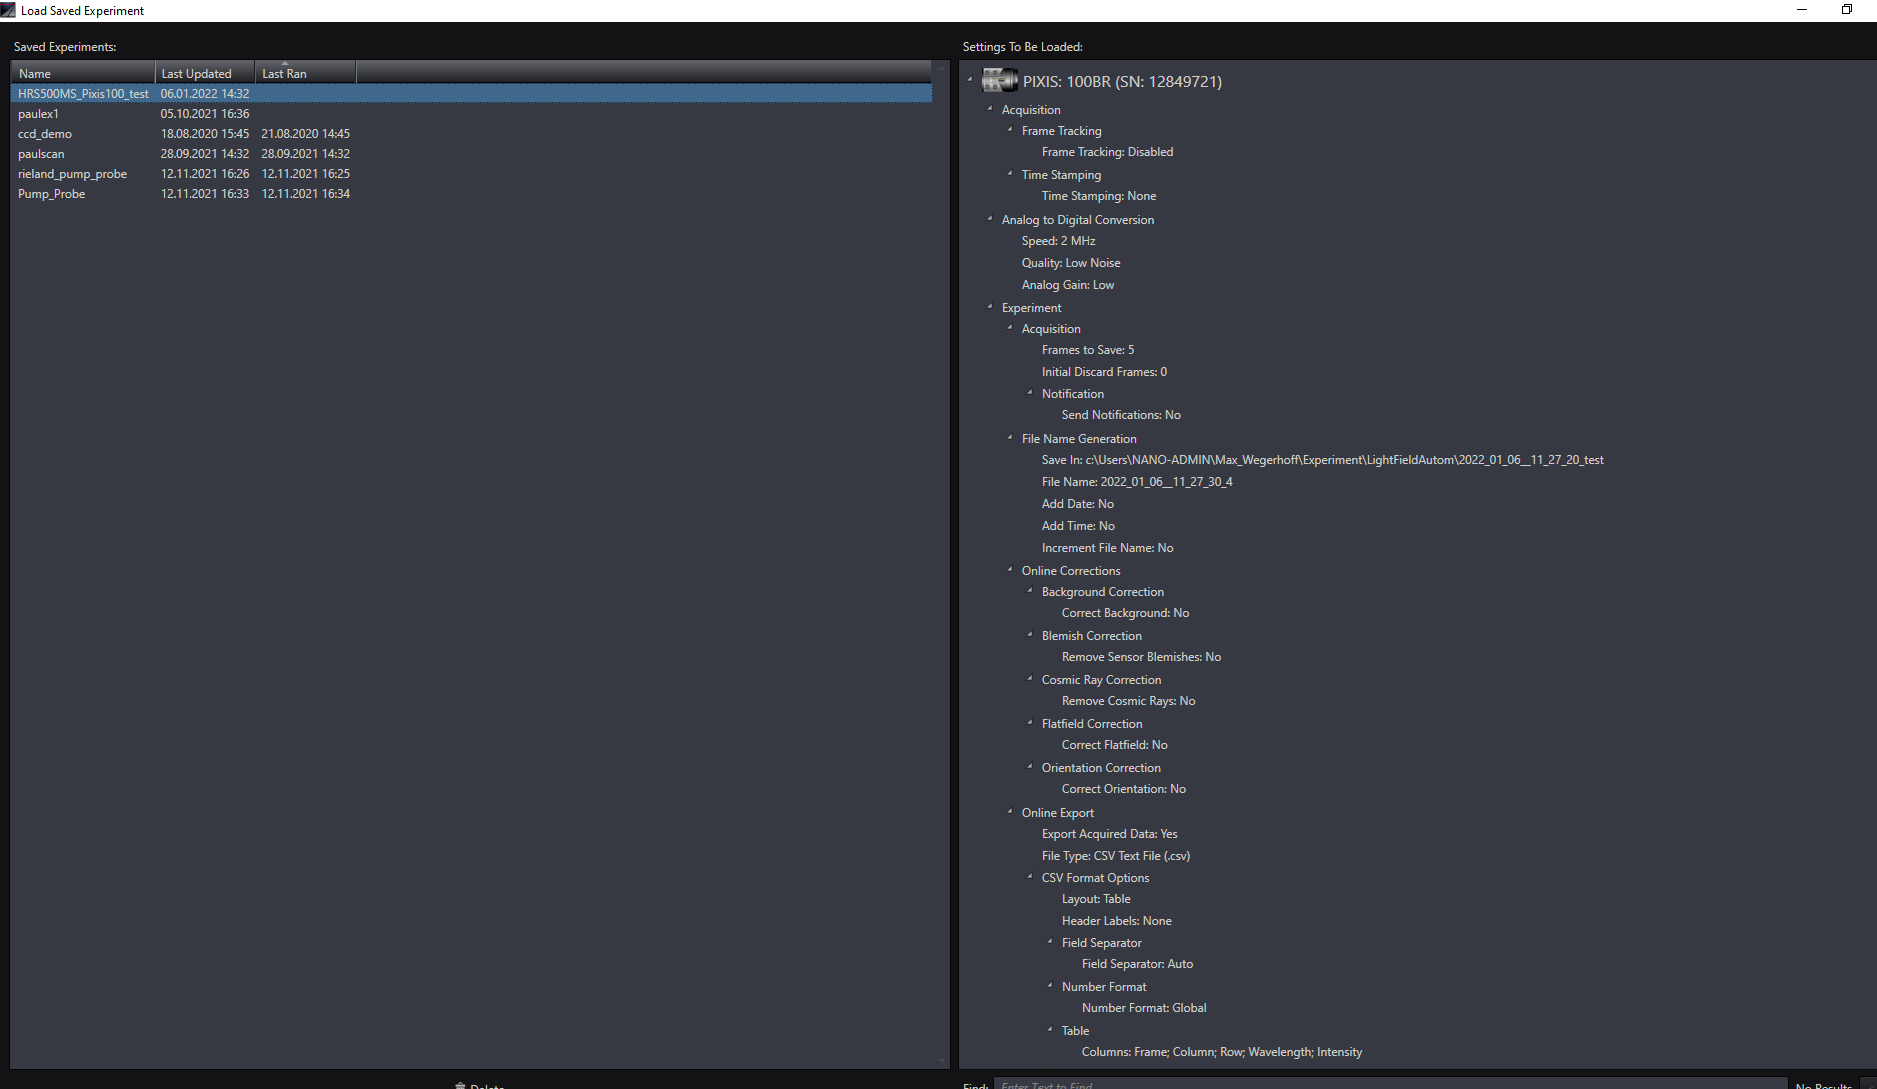 Load Saved Experiment
Saved Experiments:
Name Last Updated Last Ran
HRS500MS_Pixis100_test 06.01.2022 14:32
paulex1 05.10.2021 16:36
ccd_demo 18.08.2020 15:45 21.08.2020 14:45
paulscan 28.09.2021 14:32 28.09.2021 14:32
rieland_pump_probe 12.11.2021 16:26 12.11.2021 16:25
Pump_Probe 12.11.2021 16:33 12.11.2021 16:34
Delete
Settings To Be Loaded:
PIXIS: 100BR (SN: 12849721)
Acquisition
Frame Tracking
Frame Tracking: Disabled
Time Stamping
Time Stamping: None
Analog to Digital Conversion
Speed: 2 MHz
Quality: Low Noise
Analog Gain: Low
Experiment
Acquisition
Frames to Save: 5
Initial Discard Frames: 0
Notification
Send Notifications: No
File Name Generation
Save In: c:\Users\NANO-ADMIN\Max_Wegerhoff\Experiment\LightFieldAutom\2022_01_06__11_27_20_test
File Name: 2022_01_06__11_27_30_4
Add Date: No
Add Time: No
Increment File Name: No
Online Corrections
Background Correction
Correct Background: No
Blemish Correction
Remove Sensor Blemishes: No
Cosmic Ray Correction
Remove Cosmic Rays: No
Flatfield Correction
Correct Flatfield: No
Orientation Correction
Correct Orientation: No
Online Export
Export Acquired Data: Yes
File Type: CSV Text File (.csv)
CSV Format Options
Layout: Table
Header Labels: None
Field Separator
Field Separator: Auto
Number Format
Number Format: Global
Table
Columns: Frame; Column; Row; Wavelength; Intensity
Find: Enter Text to Find No Results